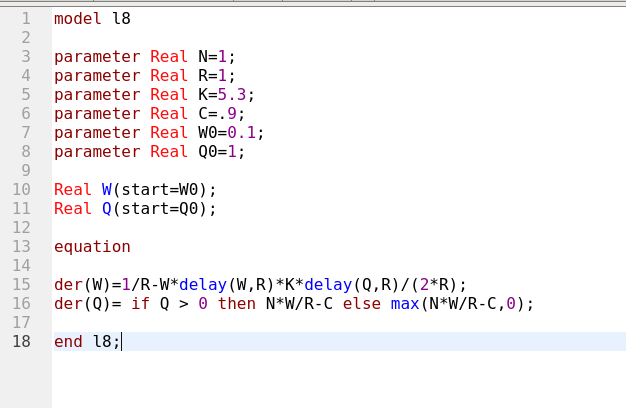 1 model l8
2
3 parameter Real N=1;
4 parameter Real R=1;
5 parameter Real K=5.3;
6 parameter Real C=.9;
7 parameter Real W0=0.1;
8 parameter Real Q0=1;
9
10 Real W(start=W0);
11 Real Q(start=Q0);
12
13 equation
14
15 der(W)=1/R-W*delay(W,R)*K*delay(Q,R)/(2*R);
16 der(Q)= if Q > 0 then N*W/R-C else max(N*W/R-C,0);
17
18 end l8;